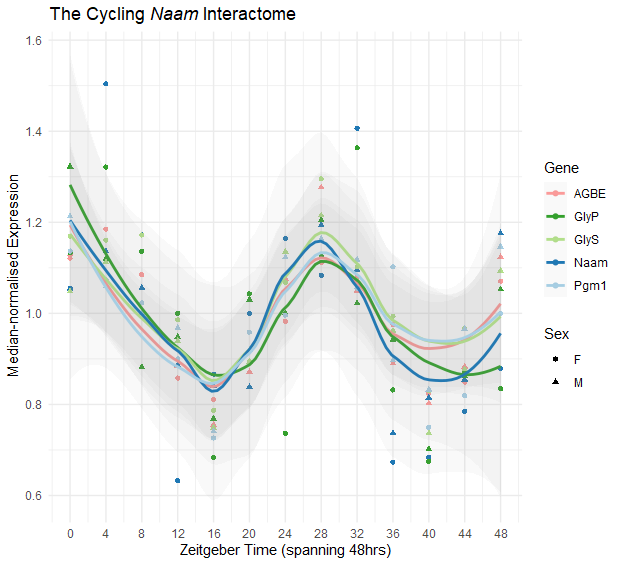 The Cycling Naam Interactome
Median-normalised Expression
1.6
1.4
1.2
1.0
0.8
0.6
0 4 8 12 16 20 24 28 32 36 40 44 48
Zeitgeber Time (spanning 48hrs)
Gene
AGBE
GlyP
GlyS
Naam
Pgm1
Sex
F
M